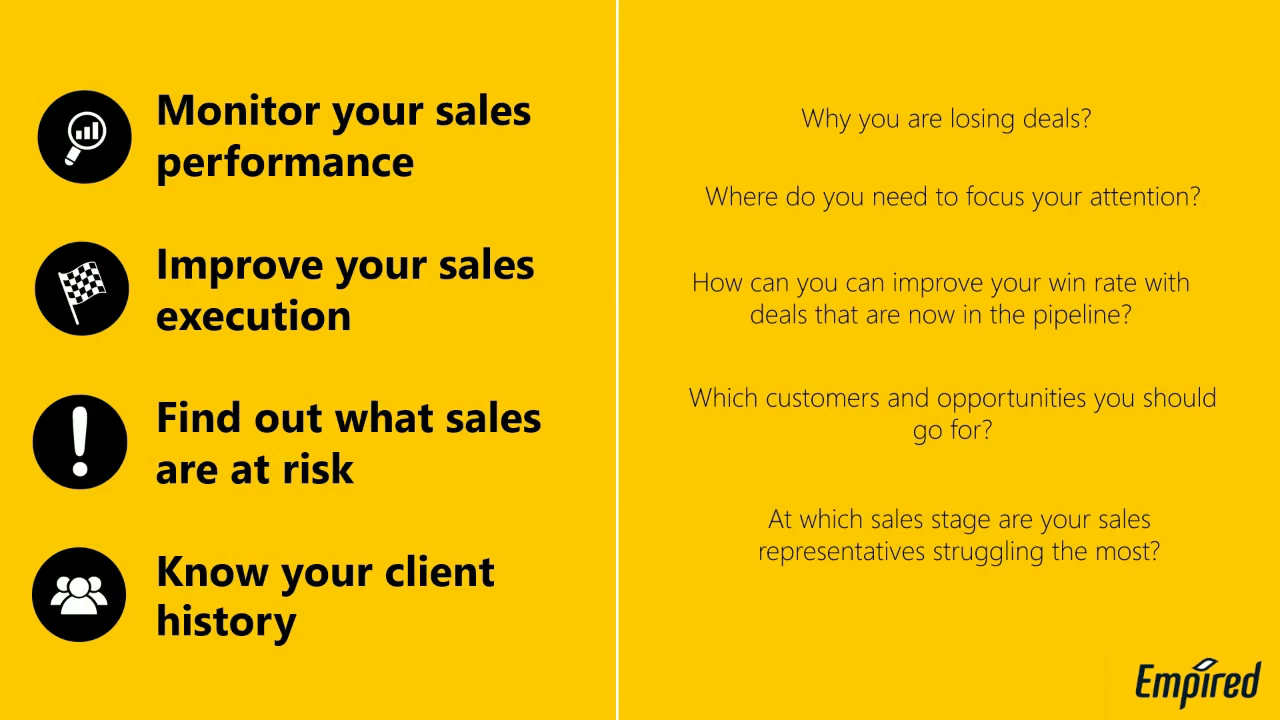 Monitor your sales
performance
Improve your sales
execution
Find out what sales
are at risk
Know your client
history
Why you are losing deals?
Where do you need to focus your attention?
How can you can improve your win rate with
deals that are now in the pipeline?
Which customers and opportunities you should
go for?
At which sales stage are your sales
representatives struggling the most?
Empired